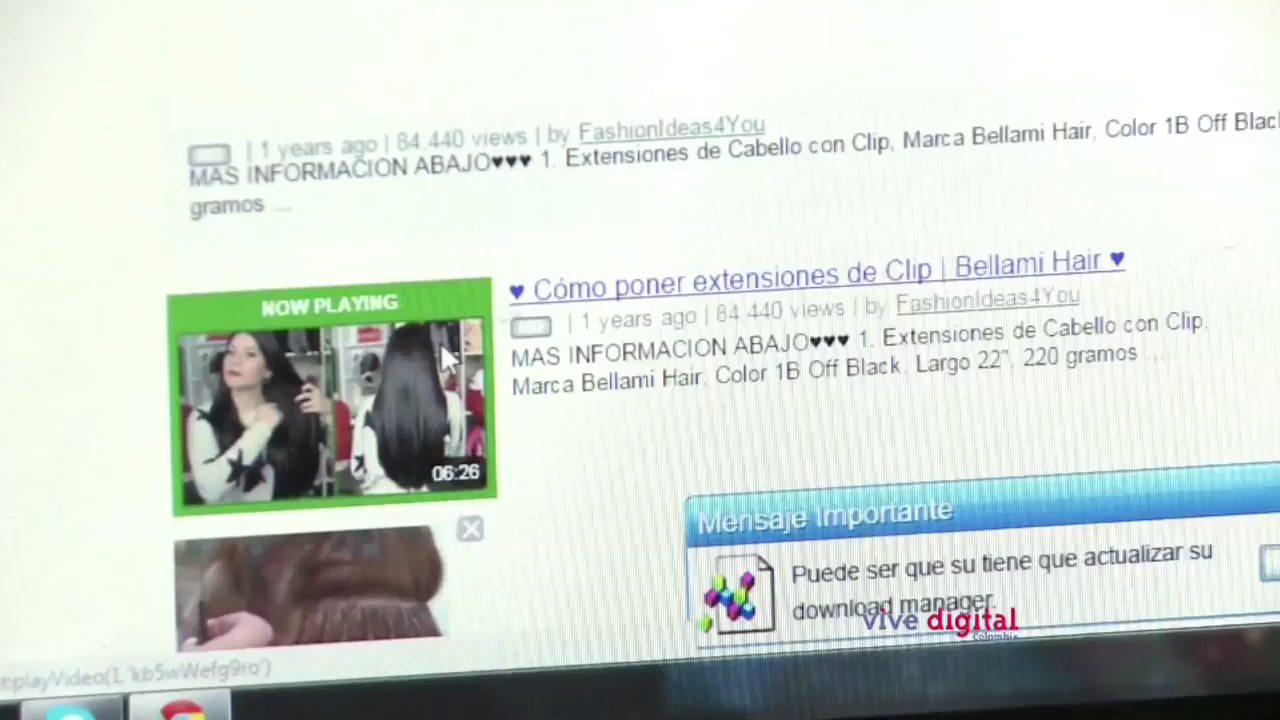 | 1 years ago | 84 440 views | by FashionIdeas4You
MAS INFORMACION ABAJO♥♥♥ 1. Extensiones de Cabello con Clip, Marca Bellami Hair, Color 1B Off Black
gramos ...
NOW PLAYING
06:26
♥ Cómo poner extensiones de Clip | Bellami Hair ♥
| 1 years ago | 84 440 views | by FashionIdeas4You
MAS INFORMACION ABAJO♥♥♥ 1. Extensiones de Cabello con Clip,
Marca Bellami Hair, Color 1B Off Black, Largo 22", 220 gramos ...
Mensaje Importante
Puede ser que su tiene que actualizar su
download manager.
vive digital
Colombia
:playVideo(1,'kb5wWefg9ro')